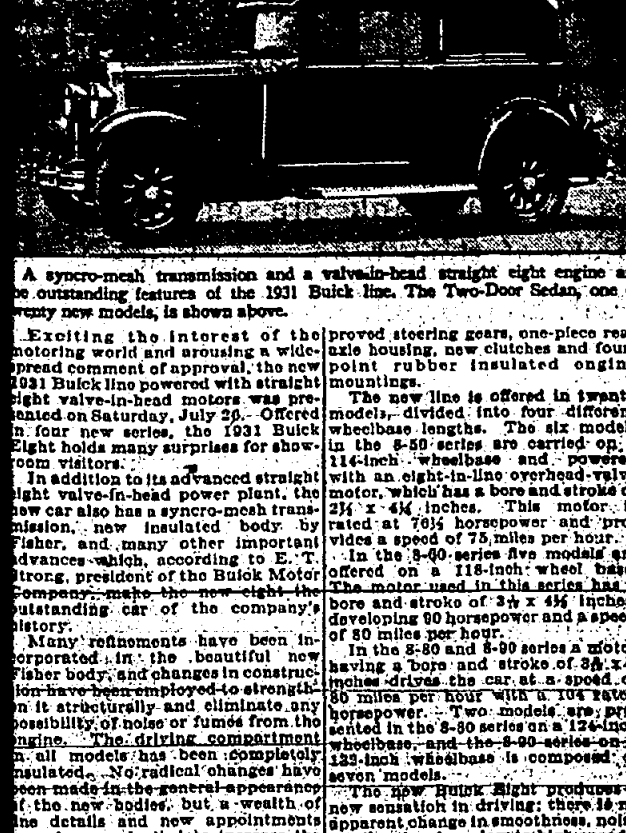 A syncro-mesh transmission and a valve-in-head straight eight engine a
be outstanding features of the 1931 Buick line. The Two-Door Sedan, one
wenty new models, is shown above.
Exciting the interest of the
motoring world and arousing a wide-
spread comment of approval, the new
1931 Buick line powered with straight
eight valve-in-head motors was pre-
sented on Saturday, July 26. Offered
in four new series, the 1931 Buick
Eight holds many surprises for show-
room visitors.
In addition to its advanced straight
eight valve-in-head power plant, the
new car also has a syncro-mesh trans-
mission, new insulated body by
Fisher, and many other important
advances which, according to E. T.
Strong, president of the Buick Motor
Company, make the new eight the
outstanding car of the company's
history.
Many refinements have been in-
corporated in the beautiful new
Fisher body, and changes in construc-
tion have been employed to strength-
en it structurally and eliminate any
possibility of noise or fumes from the
engine. The driving compartment
in all models has been completely
insulated. No radical changes have
been made in the general appearance
of the new bodies, but a wealth of
fine details and new appointments
proved steering gears, one-piece rea
axle housing, new clutches and four
point rubber insulated engin
mountings.
The new line is offered in twent
models, divided into four differen
wheelbase lengths. The six model
in the 8-50 series are carried on
114-inch wheelbase and powere
with an eight-in-line overhead-valv
motor, which has a bore and stroke o
2⅞ x 4¼ inches. This motor i
rated at 76½ horsepower and pro
vides a speed of 75 miles per hour.
In the 8-60 series five models ar
offered on a 118-inch wheel base
The motor used in this series has
bore and stroke of 3 1/16 x 4⅝ inche
developing 90 horsepower and a spee
of 80 miles per hour.
In the 8-80 and 8-90 series a moto
having a bore and stroke of
inches drives the car at a speed o
80 miles per hour with a 104 rate
horsepower. Two models are pre
sented in the 8-80 series on a 124-inc
wheelbase, and the 8-90 series on
132-inch wheelbase is composed o
seven models.
The new Buick Eight produces
new sensation in driving; there is n
apparent change in smoothness, nois